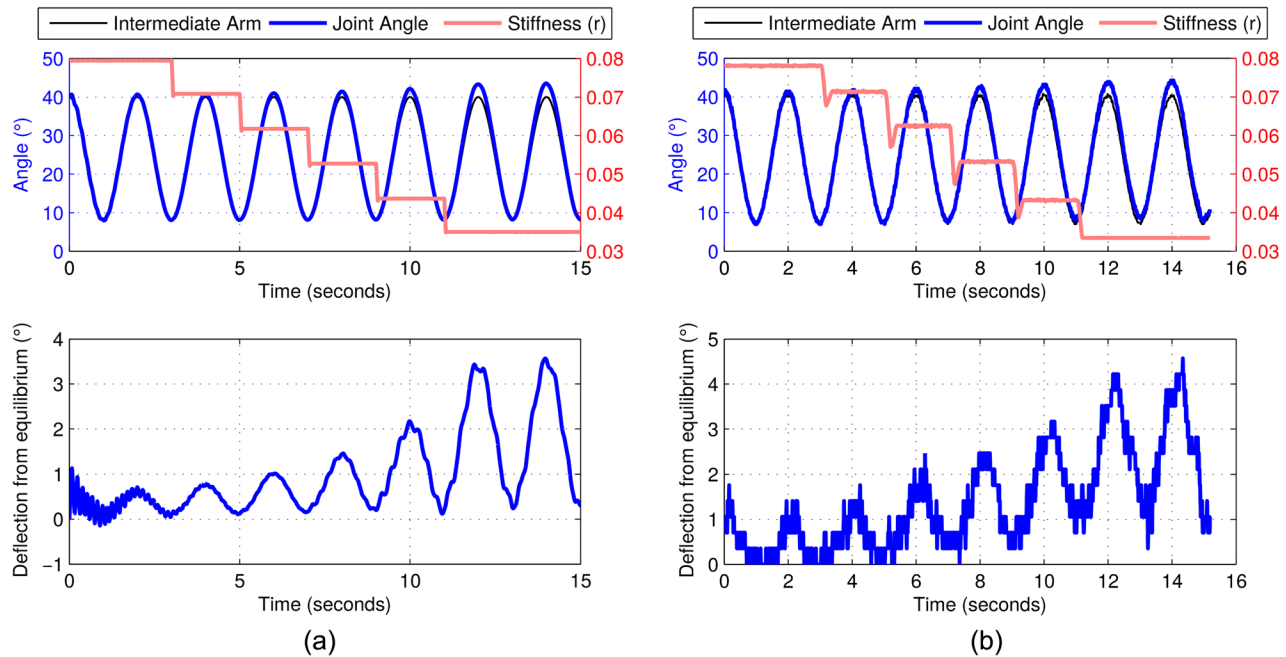 Intermediate Arm Joint Angle Stiffness (r)
50
40
30
20
10
0
Angle (°)
0.08
0.07
0.06
0.05
0.04
0.03
0 5 10 15
Time (seconds)
Intermediate Arm Joint Angle Stiffness (r)
50
40
30
20
10
0
Angle (°)
0.08
0.07
0.06
0.05
0.04
0.03
0 2 4 6 8 10 12 14 16
Time (seconds)
4
3
2
1
0
−1
Deflection from equilibrium (°)
0 5 10 15
Time (seconds)
(a)
5
4
3
2
1
0
Deflection from equilibrium (°)
0 2 4 6 8 10 12 14 16
Time (seconds)
(b)